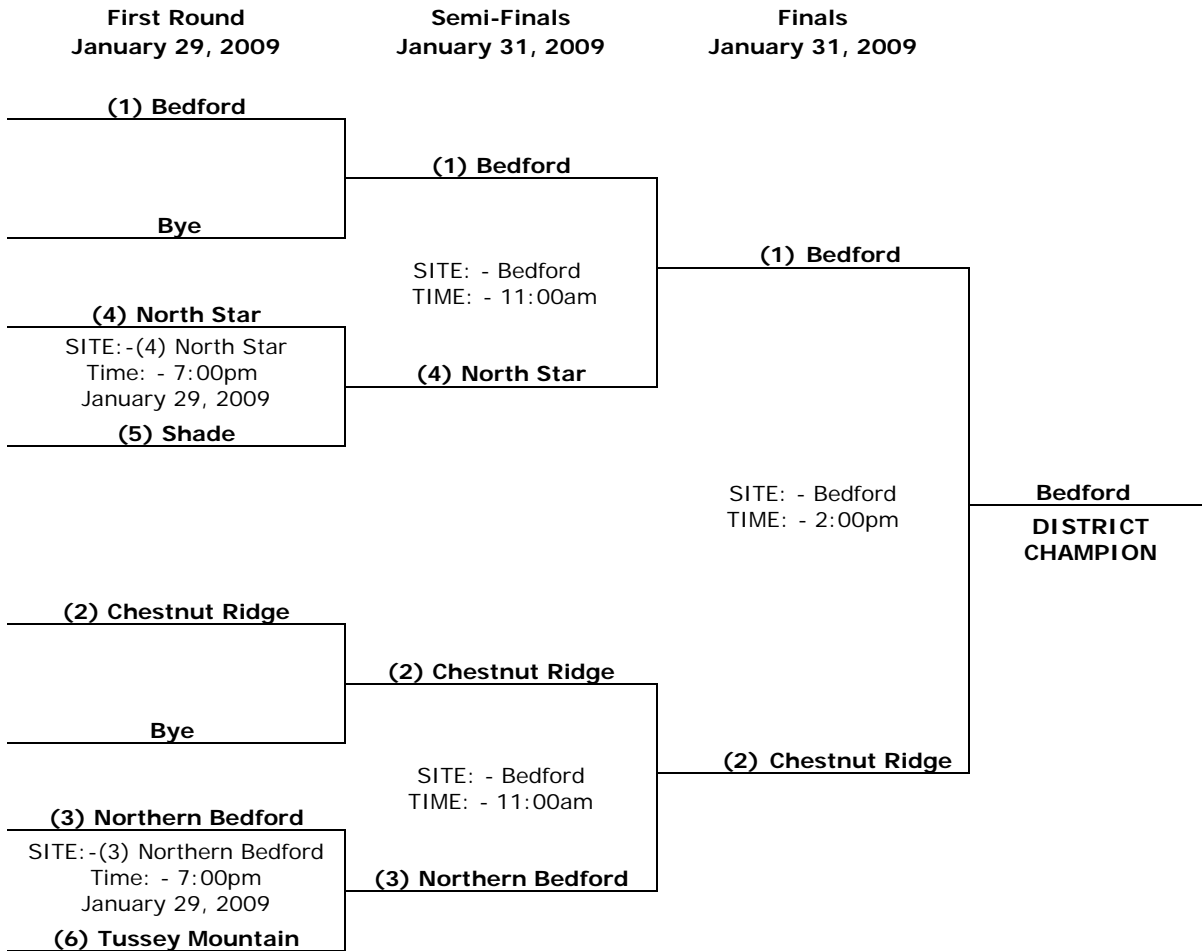 First Round
January 29, 2009
Semi-Finals
January 31, 2009
Finals
January 31, 2009
(1) Bedford
(1) Bedford
Bye
(1) Bedford
SITE: - Bedford
TIME: - 11:00am
(4) North Star
SITE:-(4) North Star
Time: - 7:00pm
January 29, 2009
(4) North Star
(5) Shade
SITE: - Bedford
TIME: - 2:00pm
Bedford
DISTRICT
CHAMPION
(2) Chestnut Ridge
(2) Chestnut Ridge
Bye
(2) Chestnut Ridge
SITE: - Bedford
TIME: - 11:00am
(3) Northern Bedford
SITE:-(3) Northern Bedford
Time: - 7:00pm
January 29, 2009
(3) Northern Bedford
(6) Tussey Mountain